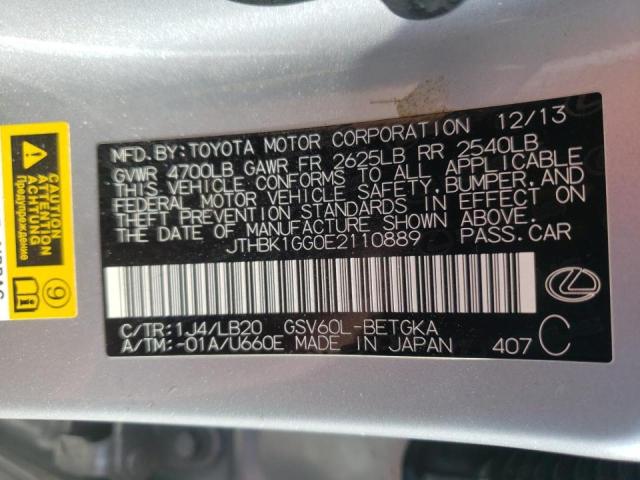 MFD. BY: TOYOTA MOTOR CORPORATION 12/13
GVWR 4700LB GAWR FR 2625LB RR 2540LB
THIS VEHICLE CONFORMS TO ALL APPLICABLE
FEDERAL MOTOR VEHICLE SAFETY, BUMPER, AND
THEFT PREVENTION STANDARDS IN EFFECT ON
THE DATE OF MANUFACTURE SHOWN ABOVE.
JTHBK1GG0E2110889 PASS.CAR
C/TR: 1J4/LB20 GSV60L-BETGKA
A/TM: -01A/U660E MADE IN JAPAN 407 C
CAUTION
ACHTUNG
Предупреждение
9